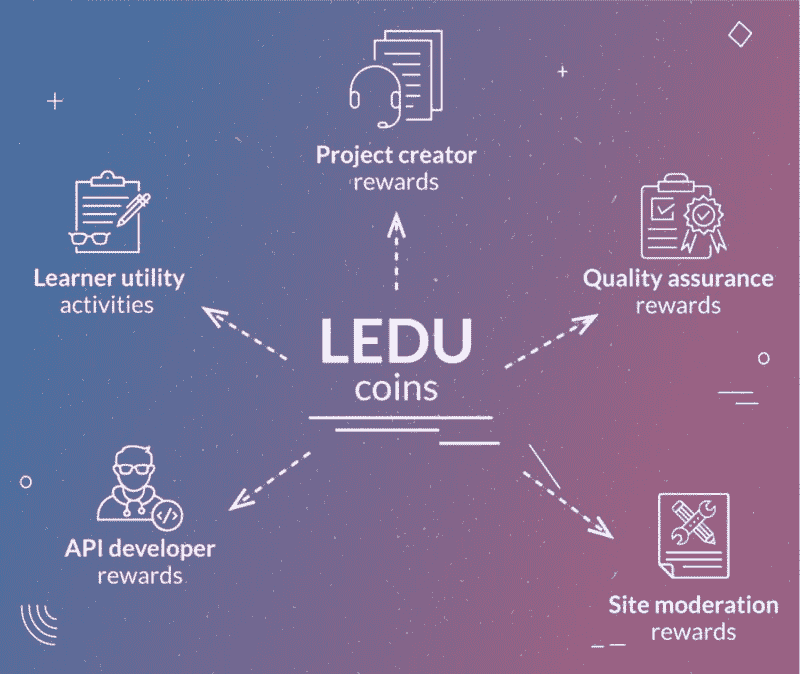 Project creator
rewards
Learner utility
activities
Quality assurance
rewards
LEDU
coins
API developer
rewards
</>
Site moderation
rewards